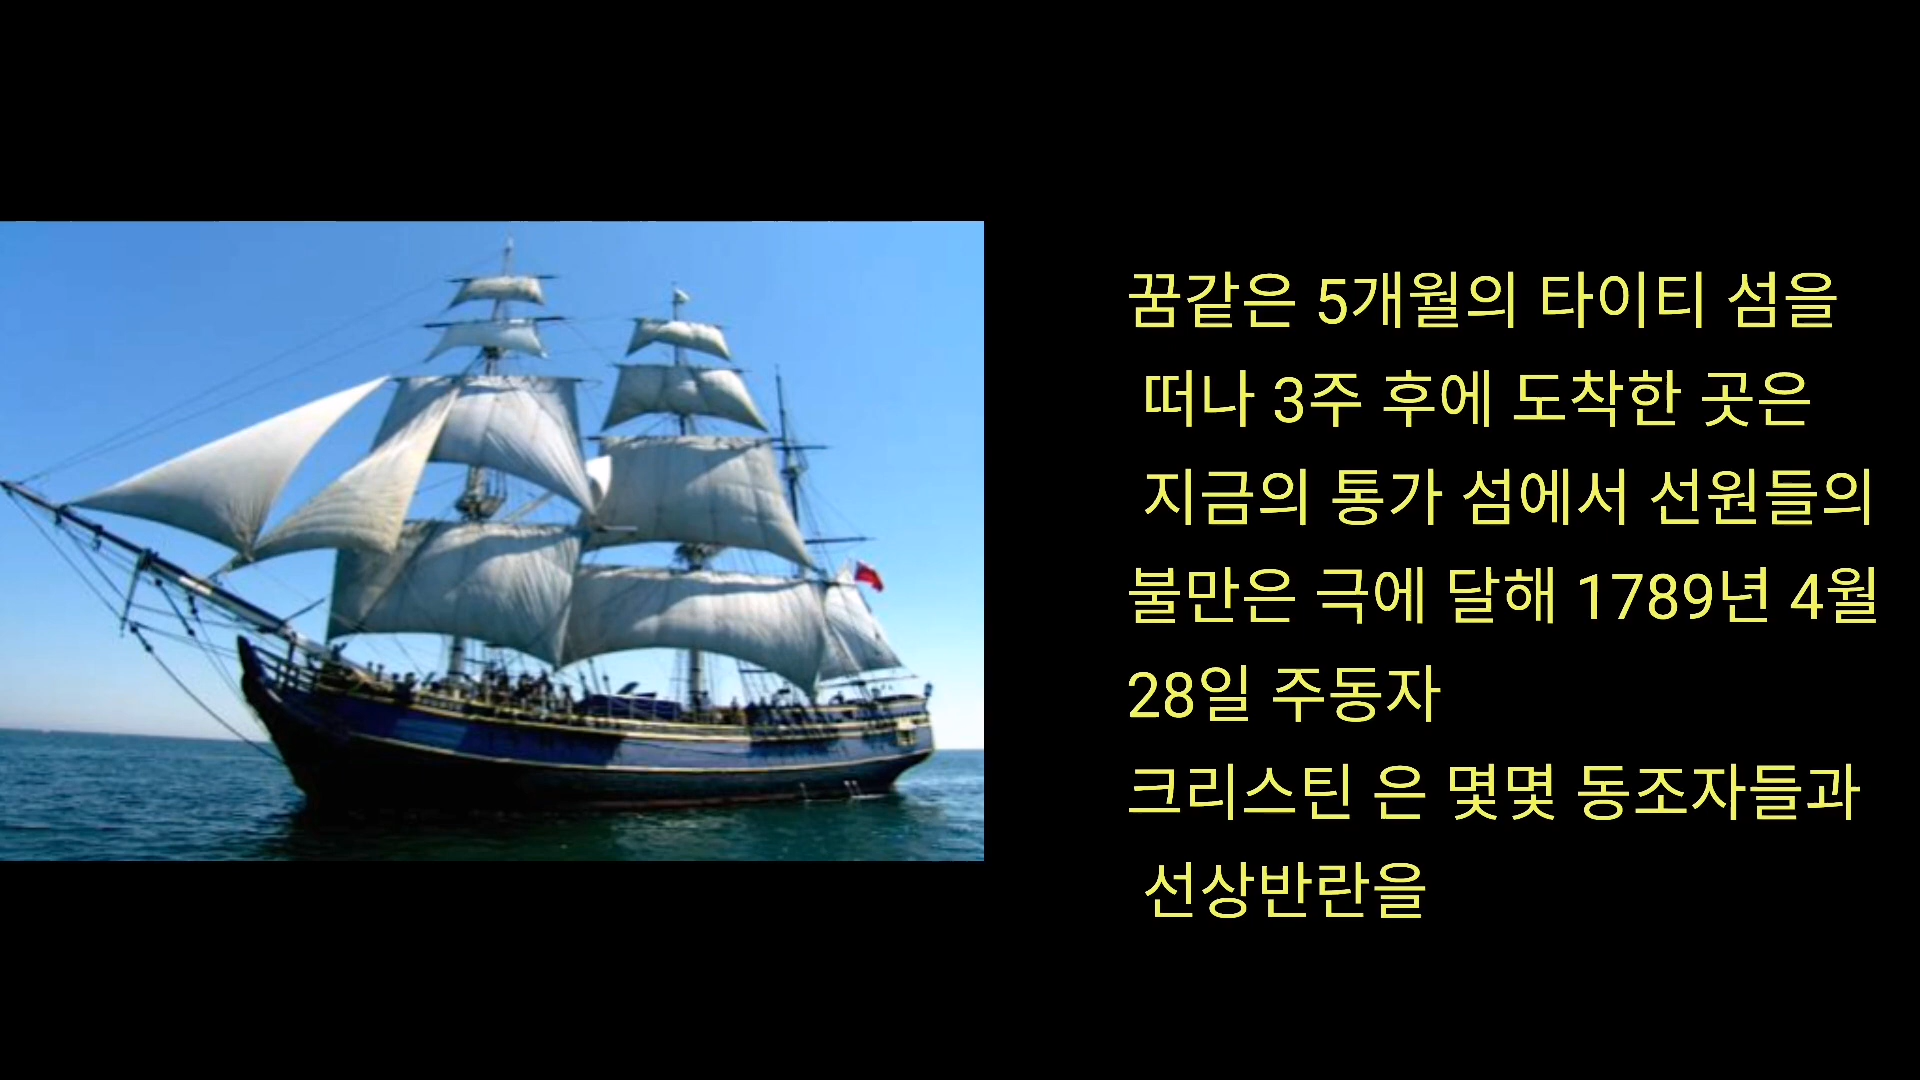 꿈같은 5개월의 타이티 섬을
떠나 3주 후에 도착한 곳은
지금의 통가 섬에서 선원들의
불만은 극에 달해 1789년 4월
28일 주동자
크리스틴 은 몇몇 동조자들과
선상반란을